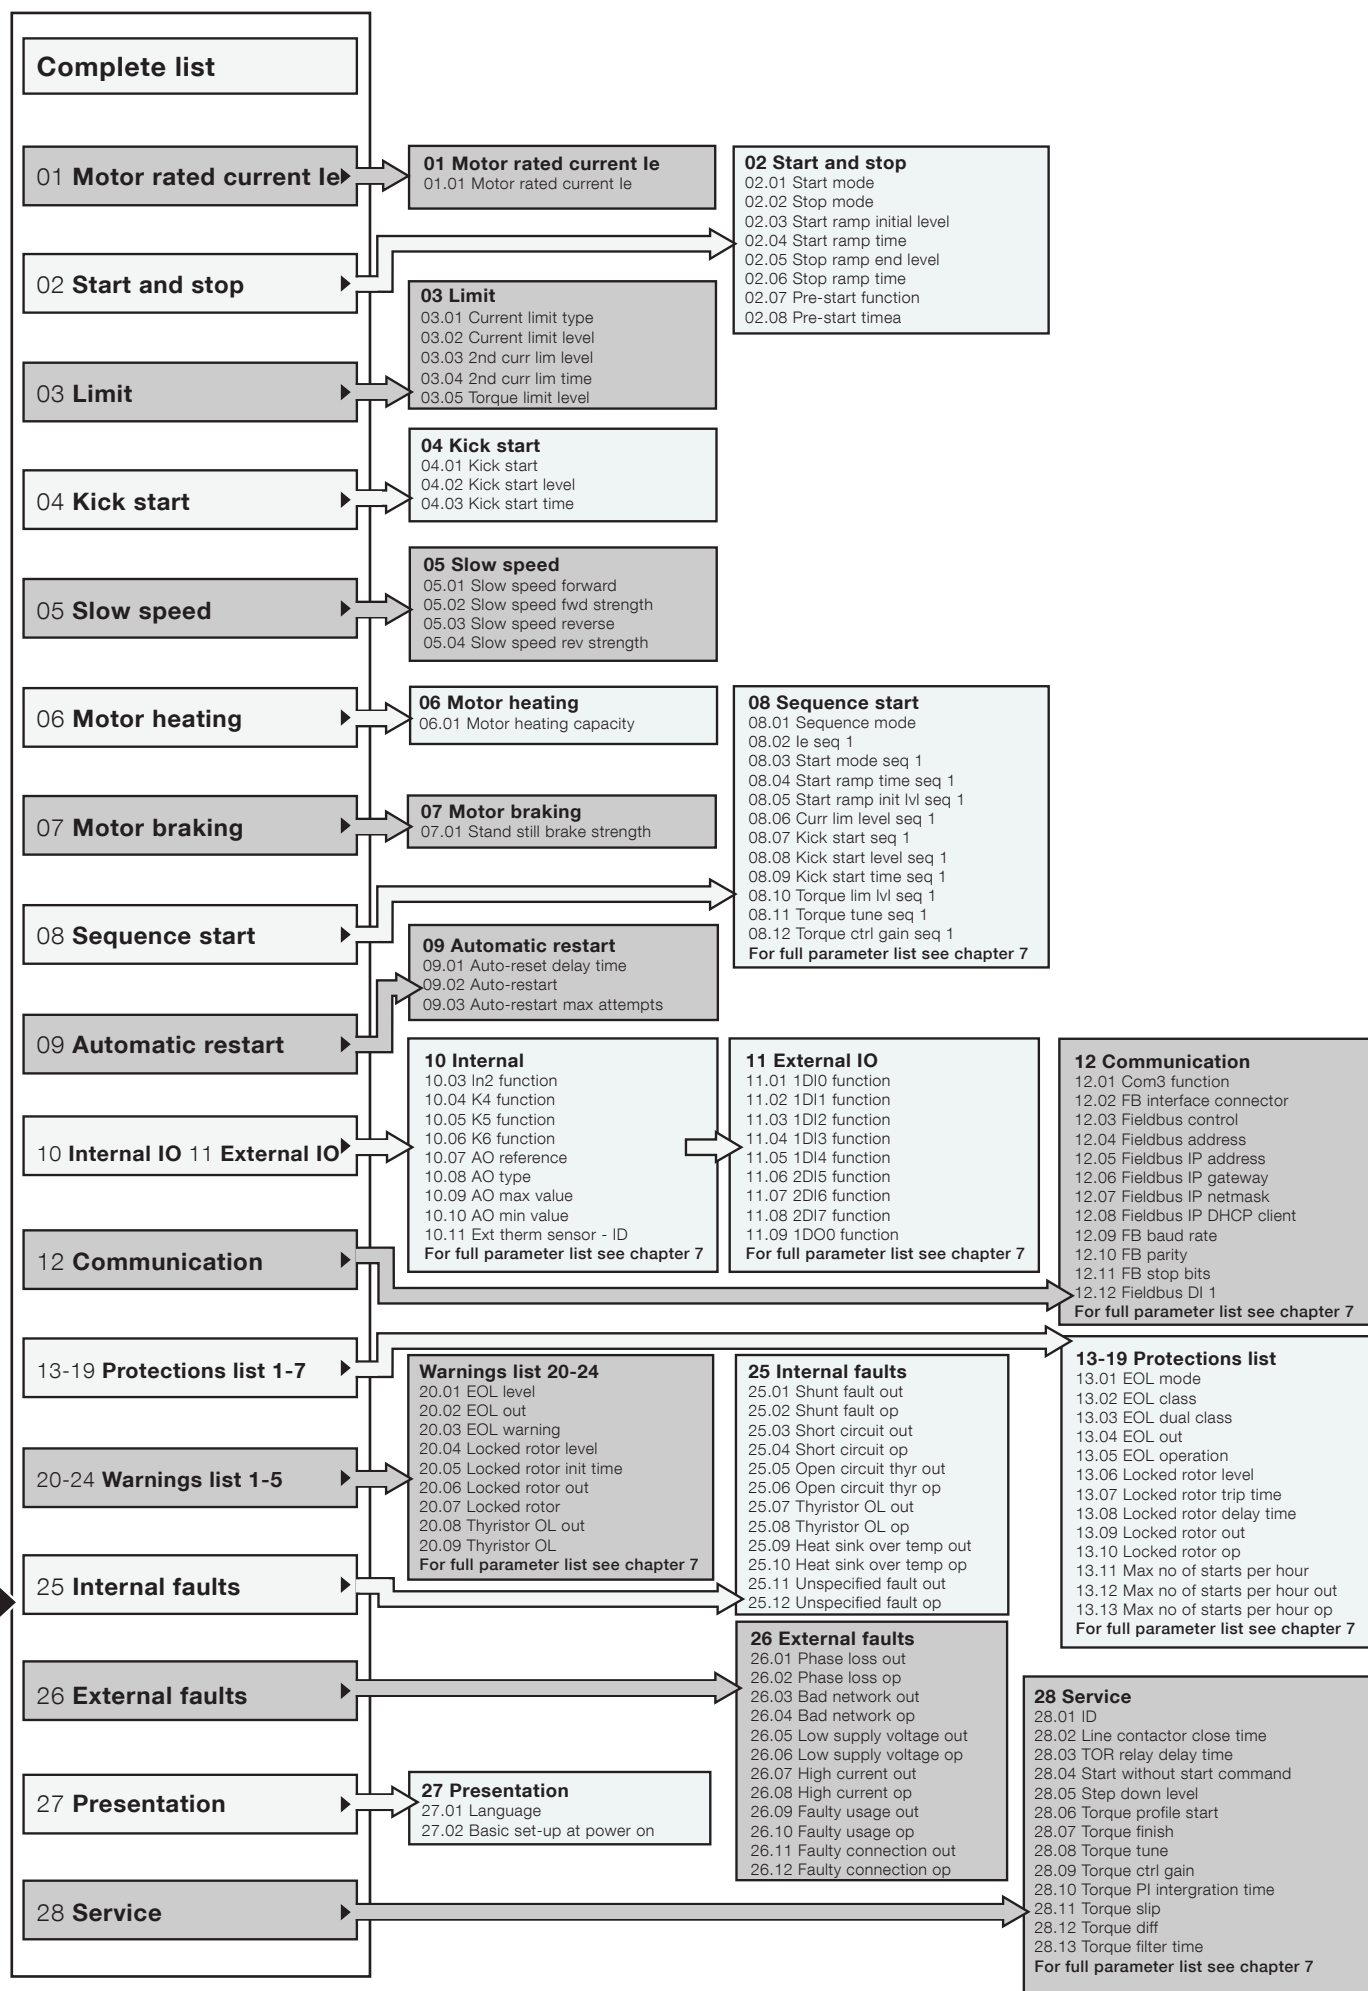 Complete list
01 Motor rated current Ie
01 Motor rated current Ie
01.01 Motor rated current Ie
02 Start and stop
02 Start and stop
02.01 Start mode
02.02 Stop mode
02.03 Start ramp initial level
02.04 Start ramp time
02.05 Stop ramp end level
02.06 Stop ramp time
02.07 Pre-start function
02.08 Pre-start timea
03 Limit
03 Limit
03.01 Current limit type
03.02 Current limit level
03.03 2nd curr lim level
03.04 2nd curr lim time
03.05 Torque limit level
04 Kick start
04 Kick start
04.01 Kick start
04.02 Kick start level
04.03 Kick start time
05 Slow speed
05 Slow speed
05.01 Slow speed forward
05.02 Slow speed fwd strength
05.03 Slow speed reverse
05.04 Slow speed rev strength
06 Motor heating
06 Motor heating
06.01 Motor heating capacity
07 Motor braking
07 Motor braking
07.01 Stand still brake strength
08 Sequence start
08 Sequence start
08.01 Sequence mode
08.02 Ie seq 1
08.03 Start mode seq 1
08.04 Start ramp time seq 1
08.05 Start ramp init lvl seq 1
08.06 Curr lim level seq 1
08.07 Kick start seq 1
08.08 Kick start level seq 1
08.09 Kick start time seq 1
08.10 Torque lim lvl seq 1
08.11 Torque tune seq 1
08.12 Torque ctrl gain seq 1
For full parameter list see chapter 7
09 Automatic restart
09 Automatic restart
09.01 Auto-reset delay time
09.02 Auto-restart
09.03 Auto-restart max attempts
10 Internal IO 11 External IO
10 Internal
10.03 In2 function
10.04 K4 function
10.05 K5 function
10.06 K6 function
10.07 AO reference
10.08 AO type
10.09 AO max value
10.10 AO min value
10.11 Ext therm sensor - ID
For full parameter list see chapter 7
11 External IO
11.01 1DI0 function
11.02 1DI1 function
11.03 1DI2 function
11.04 1DI3 function
11.05 1DI4 function
11.06 2DI5 function
11.07 2DI6 function
11.08 2DI7 function
11.09 1DO0 function
For full parameter list see chapter 7
12 Communication
12 Communication
12.01 Com3 function
12.02 FB interface connector
12.03 Fieldbus control
12.04 Fieldbus address
12.05 Fieldbus IP address
12.06 Fieldbus IP gateway
12.07 Fieldbus IP netmask
12.08 Fieldbus IP DHCP client
12.09 FB baud rate
12.10 FB parity
12.11 FB stop bits
12.12 Fieldbus DI 1
For full parameter list see chapter 7
13-19 Protections list 1-7
13-19 Protections list
13.01 EOL mode
13.02 EOL class
13.03 EOL dual class
13.04 EOL out
13.05 EOL operation
13.06 Locked rotor level
13.07 Locked rotor trip time
13.08 Locked rotor delay time
13.09 Locked rotor out
13.10 Locked rotor op
13.11 Max no of starts per hour
13.12 Max no of starts per hour out
13.13 Max no of starts per hour op
For full parameter list see chapter 7
20-24 Warnings list 1-5
Warnings list 20-24
20.01 EOL level
20.02 EOL out
20.03 EOL warning
20.04 Locked rotor level
20.05 Locked rotor init time
20.06 Locked rotor out
20.07 Locked rotor
20.08 Thyristor OL out
20.09 Thyristor OL
For full parameter list see chapter 7
25 Internal faults
25 Internal faults
25.01 Shunt fault out
25.02 Shunt fault op
25.03 Short circuit out
25.04 Short circuit op
25.05 Open circuit thyr out
25.06 Open circuit thyr op
25.07 Thyristor OL out
25.08 Thyristor OL op
25.09 Heat sink over temp out
25.10 Heat sink over temp op
25.11 Unspecified fault out
25.12 Unspecified fault op
26 External faults
26 External faults
26.01 Phase loss out
26.02 Phase loss op
26.03 Bad network out
26.04 Bad network op
26.05 Low supply voltage out
26.06 Low supply voltage op
26.07 High current out
26.08 High current op
26.09 Faulty usage out
26.10 Faulty usage op
26.11 Faulty connection out
26.12 Faulty connection op
27 Presentation
27 Presentation
27.01 Language
27.02 Basic set-up at power on
28 Service
28 Service
28.01 ID
28.02 Line contactor close time
28.03 TOR relay delay time
28.04 Start without start command
28.05 Step down level
28.06 Torque profile start
28.07 Torque finish
28.08 Torque tune
28.09 Torque ctrl gain
28.10 Torque PI intergration time
28.11 Torque slip
28.12 Torque diff
28.13 Torque filter time
For full parameter list see chapter 7